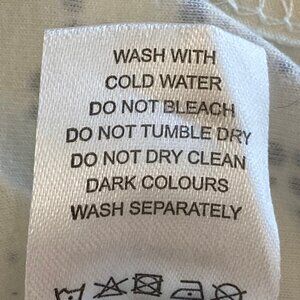 WASH WITH
COLD WATER
DO NOT BLEACH
DO NOT TUMBLE DRY
DO NOT DRY CLEAN
DARK COLOURS
WASH SEPARATELY